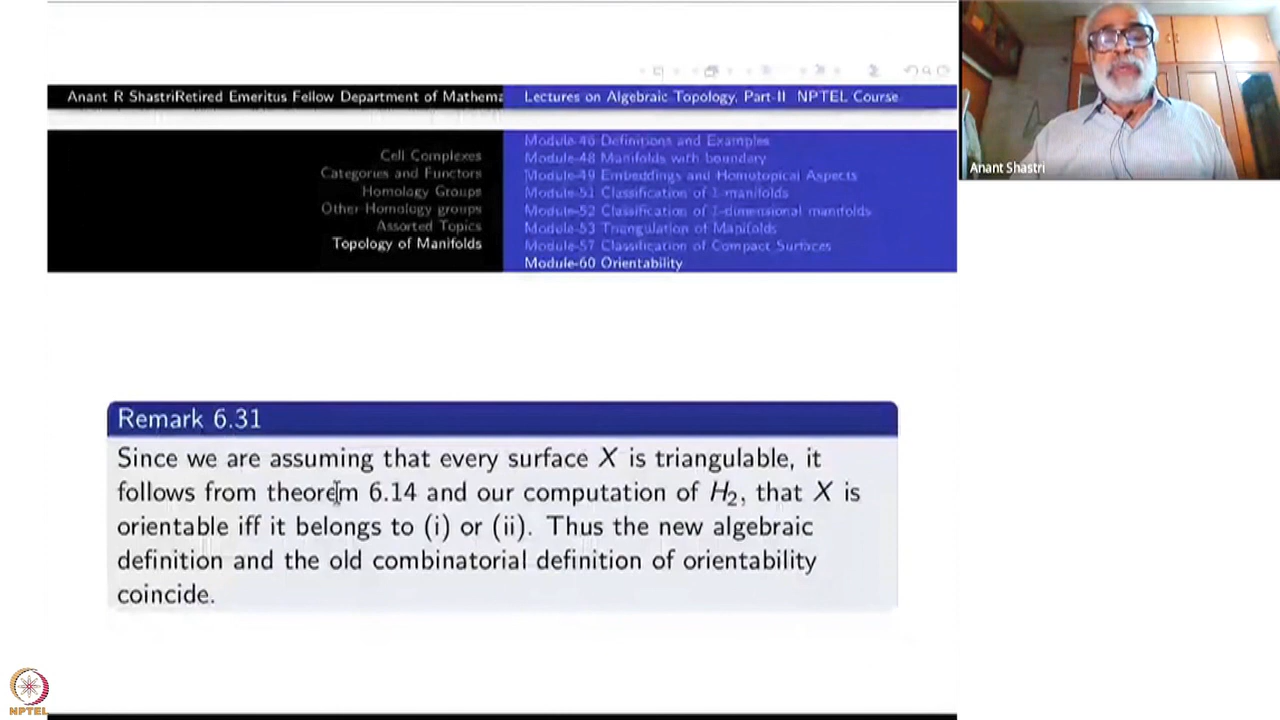 Anant R ShastriRetired Emeritus Fellow Department of Mathema
Lectures on Algebraic Topology, Part-II NPTEL Course
Cell Complexes
Categories and Functors
Homology Groups
Other Homology groups
Assorted Topics
Topology of Manifolds
Module-46 Definitions and Examples
Module-48 Manifolds with boundary
Module-49 Embeddings and Homotopical Aspects
Module-51 Classification of 1-manifolds
Module-52 Classification of 1-dimensional manifolds
Module-53 Triangulation of Manifolds
Module-57 Classification of Compact Surfaces
Module-60 Orientability
Anant Shastri
Remark 6.31
Since we are assuming that every surface X is triangulable, it
follows from theorem 6.14 and our computation of H₂, that X is
orientable iff it belongs to (i) or (ii). Thus the new algebraic
definition and the old combinatorial definition of orientability
coincide.
NPTEL